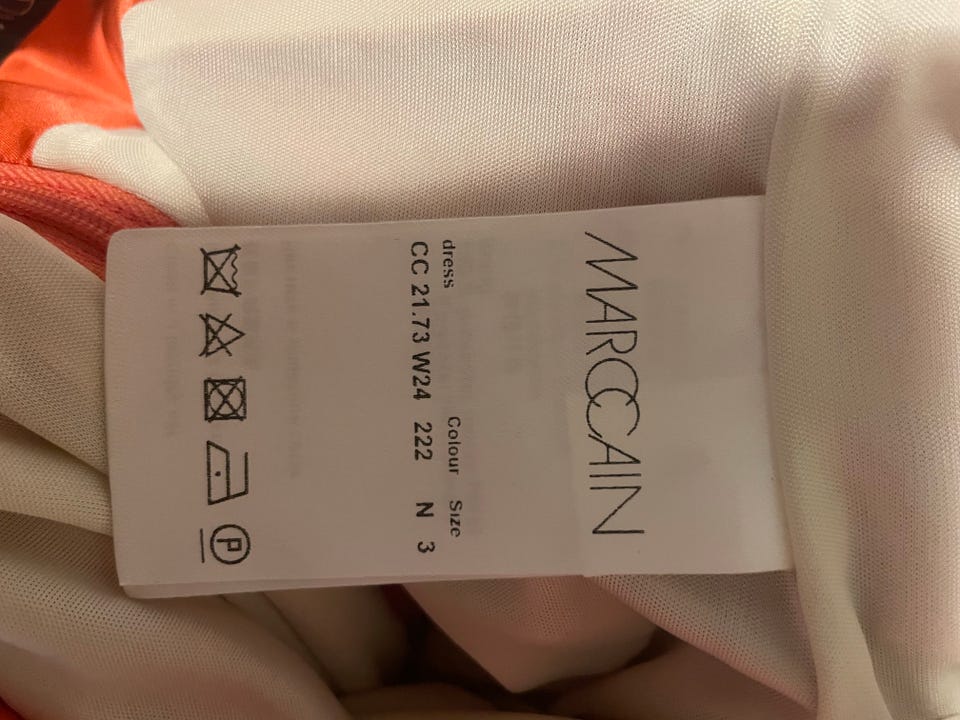 MARCCAIN
dress Colour Size
CC 21.73 W24 222 N 3
P